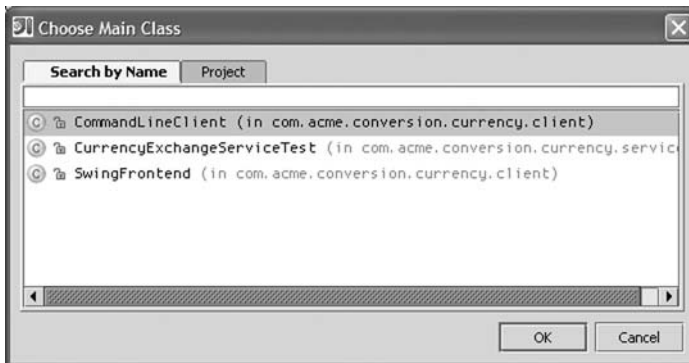 Choose Main Class
Search by Name Project
CommandLineClient (in com.acme.conversion.currency.client)
CurrencyExchangeServiceTest (in com.acme.conversion.currency.servic
SwingFrontend (in com.acme.conversion.currency.client)
OK Cancel